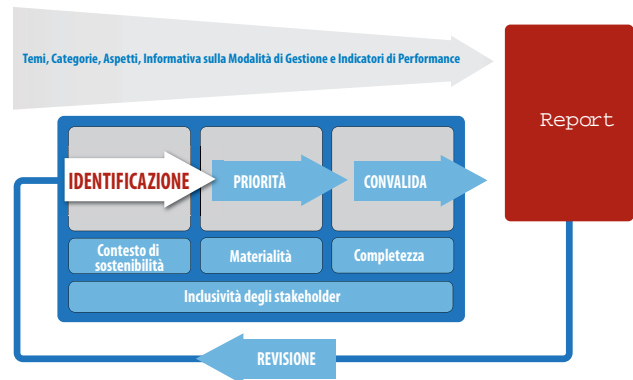 Temi, Categorie, Aspetti, Informativa sulla Modalità di Gestione e Indicatori di Performance
Report
IDENTIFICAZIONE
PRIORITÀ
CONVALIDA
Contesto di
sostenibilità
Materialità
Completezza
Inclusività degli stakeholder
REVISIONE